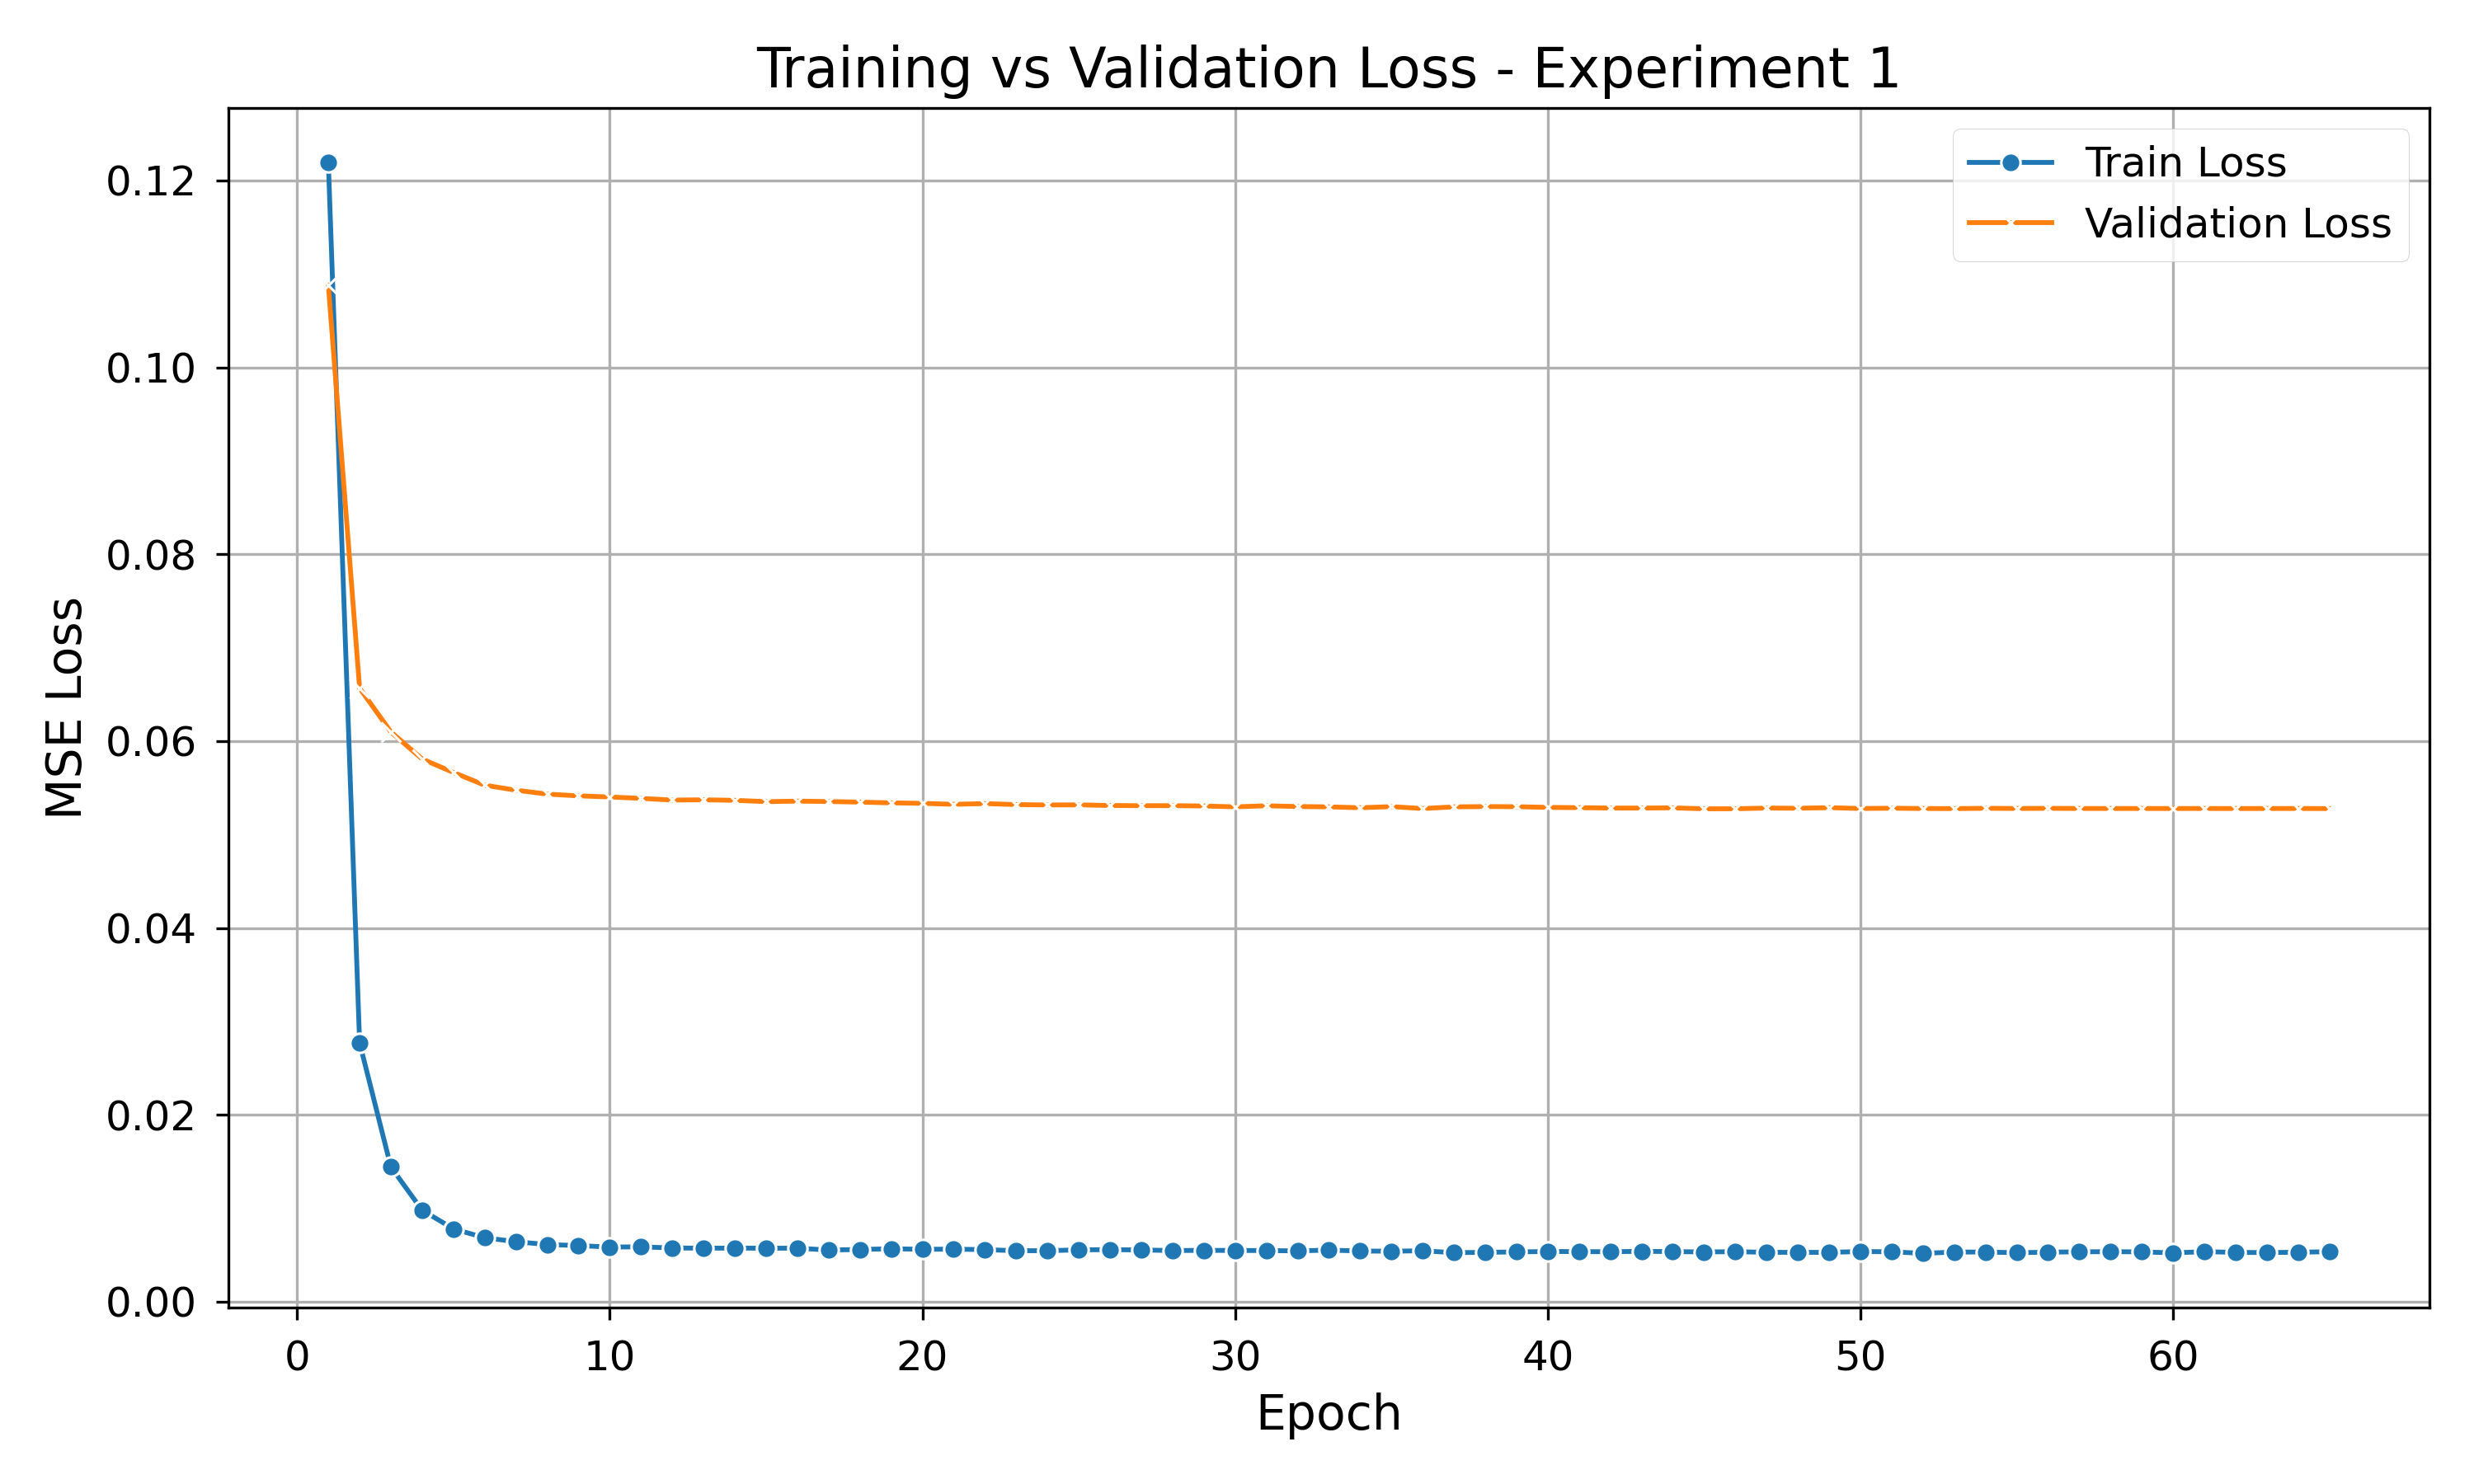 Training vs Validation Loss - Experiment 1
Train Loss
Validation Loss
MSE Loss
0.12
0.10
0.08
0.06
0.04
0.02
0.00
0 10 20 30 40 50 60
Epoch